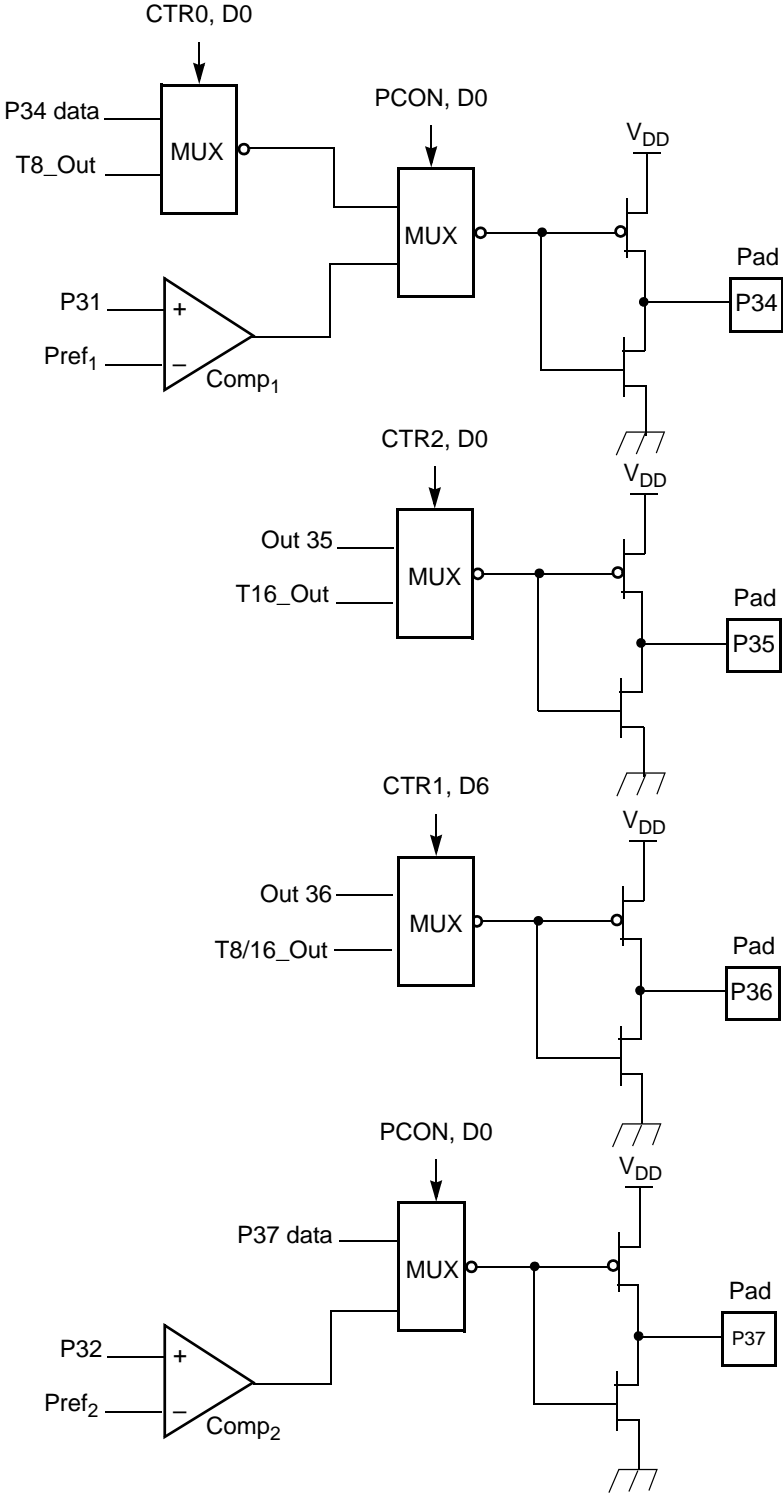 CTR0, D0
P34 data
T8_Out
MUX
PCON, D0
MUX
VDD
Pad
P34
P31
+
Pref1
–
Comp1
CTR2, D0
Out 35
T16_Out
MUX
VDD
Pad
P35
CTR1, D6
Out 36
T8/16_Out
MUX
VDD
Pad
P36
PCON, D0
P37 data
MUX
VDD
Pad
P37
P32
+
Pref2
–
Comp2